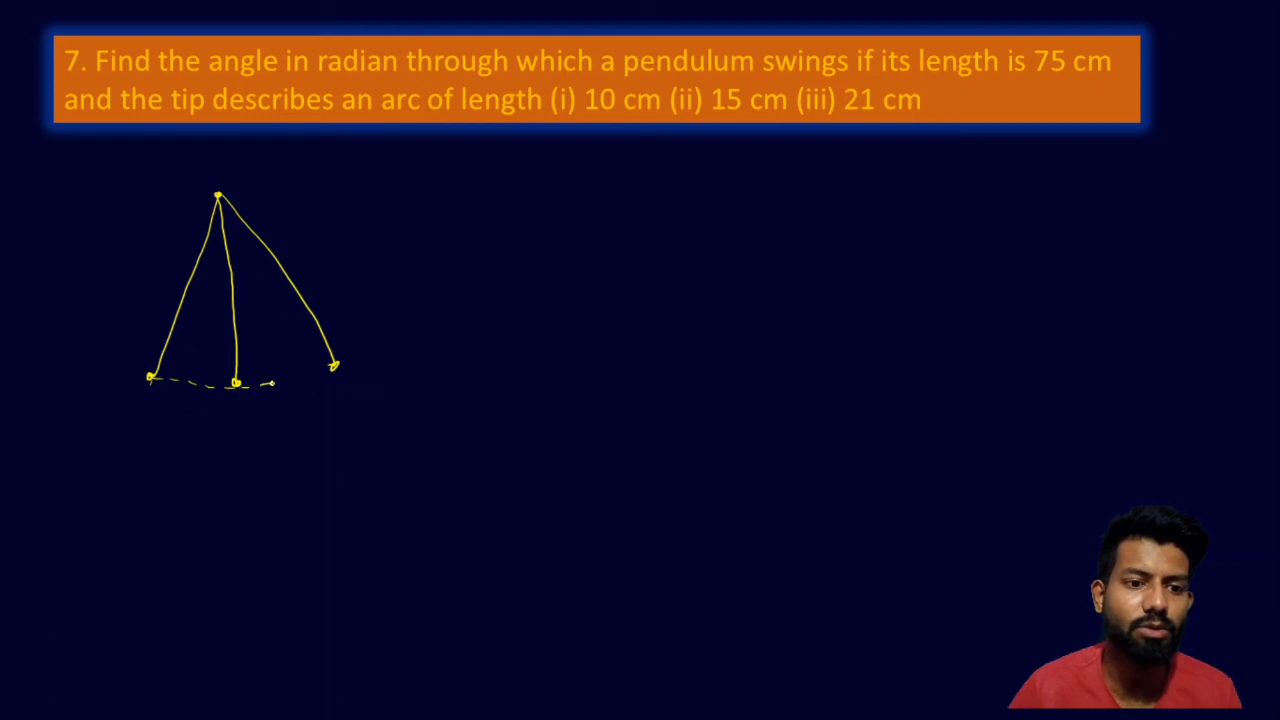 7. Find the angle in radian through which a pendulum swings if its length is 75 cm
and the tip describes an arc of length (i) 10 cm (ii) 15 cm (iii) 21 cm